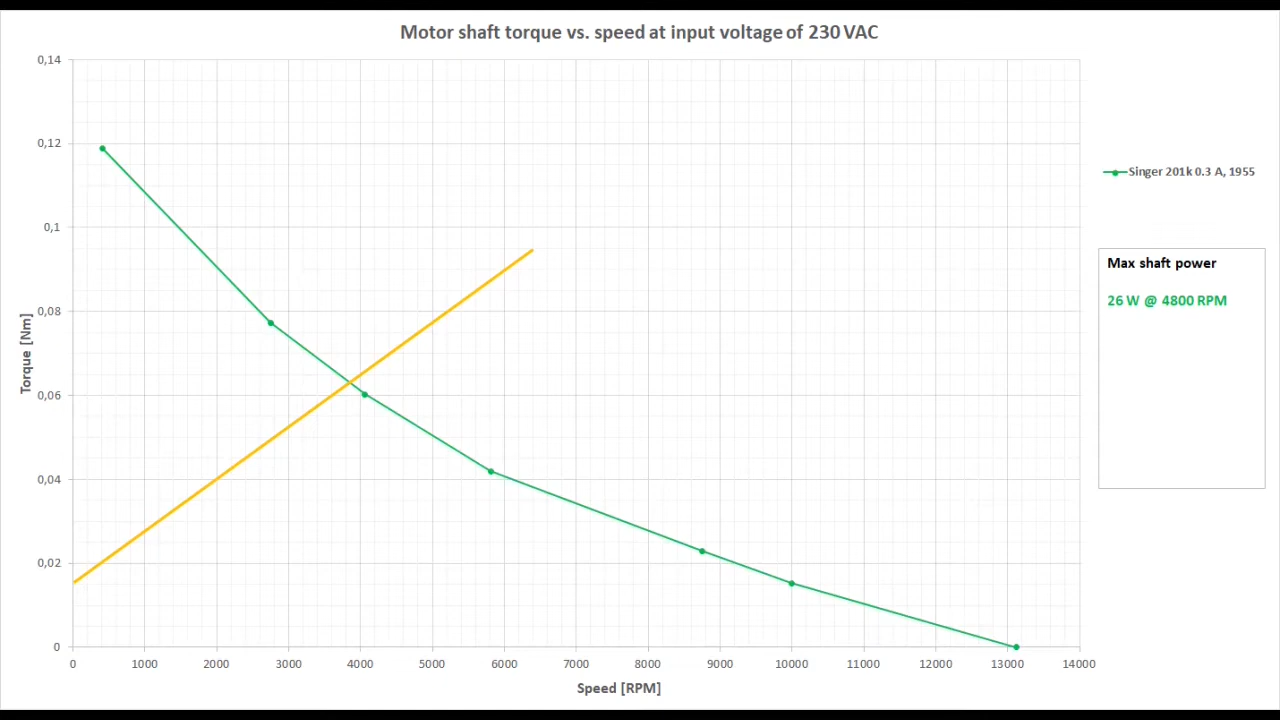 Motor shaft torque vs. speed at input voltage of 230 VAC
0,14
0,12
0,1
0,08
0,06
0,04
0,02
0
Torque [Nm]
0 1000 2000 3000 4000 5000 6000 7000 8000 9000 10000 11000 12000 13000 14000
Speed [RPM]
Singer 201k 0.3 A, 1955
Max shaft power
26 W @ 4800 RPM